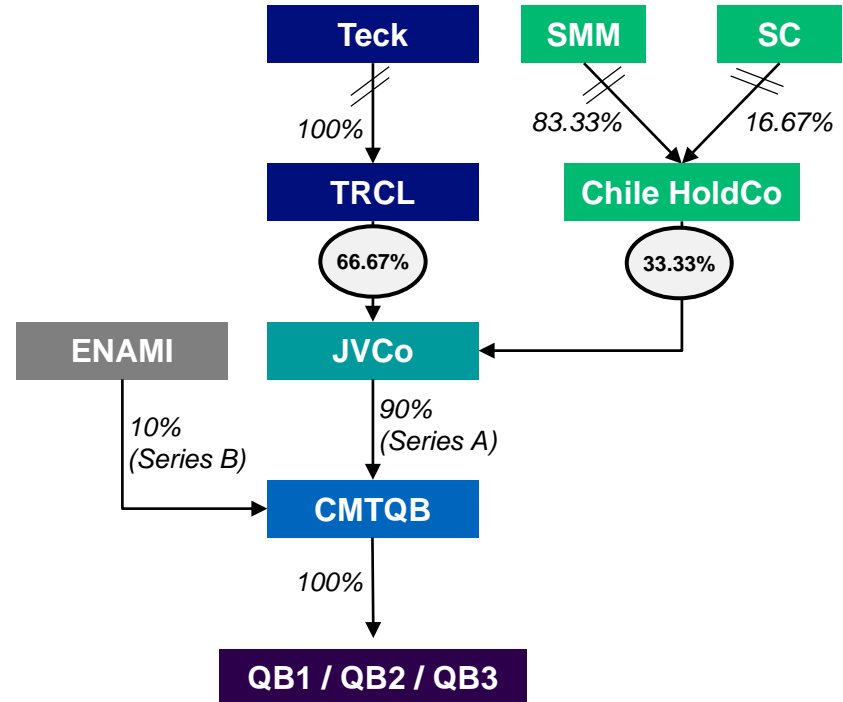 Teck
SMM
SC
100%
83.33%
16.67%
TRCL
Chile HoldCo
66.67%
33.33%
ENAMI
JVCo
10%
(Series B)
90%
(Series A)
CMTQB
100%
QB1 / QB2 / QB3